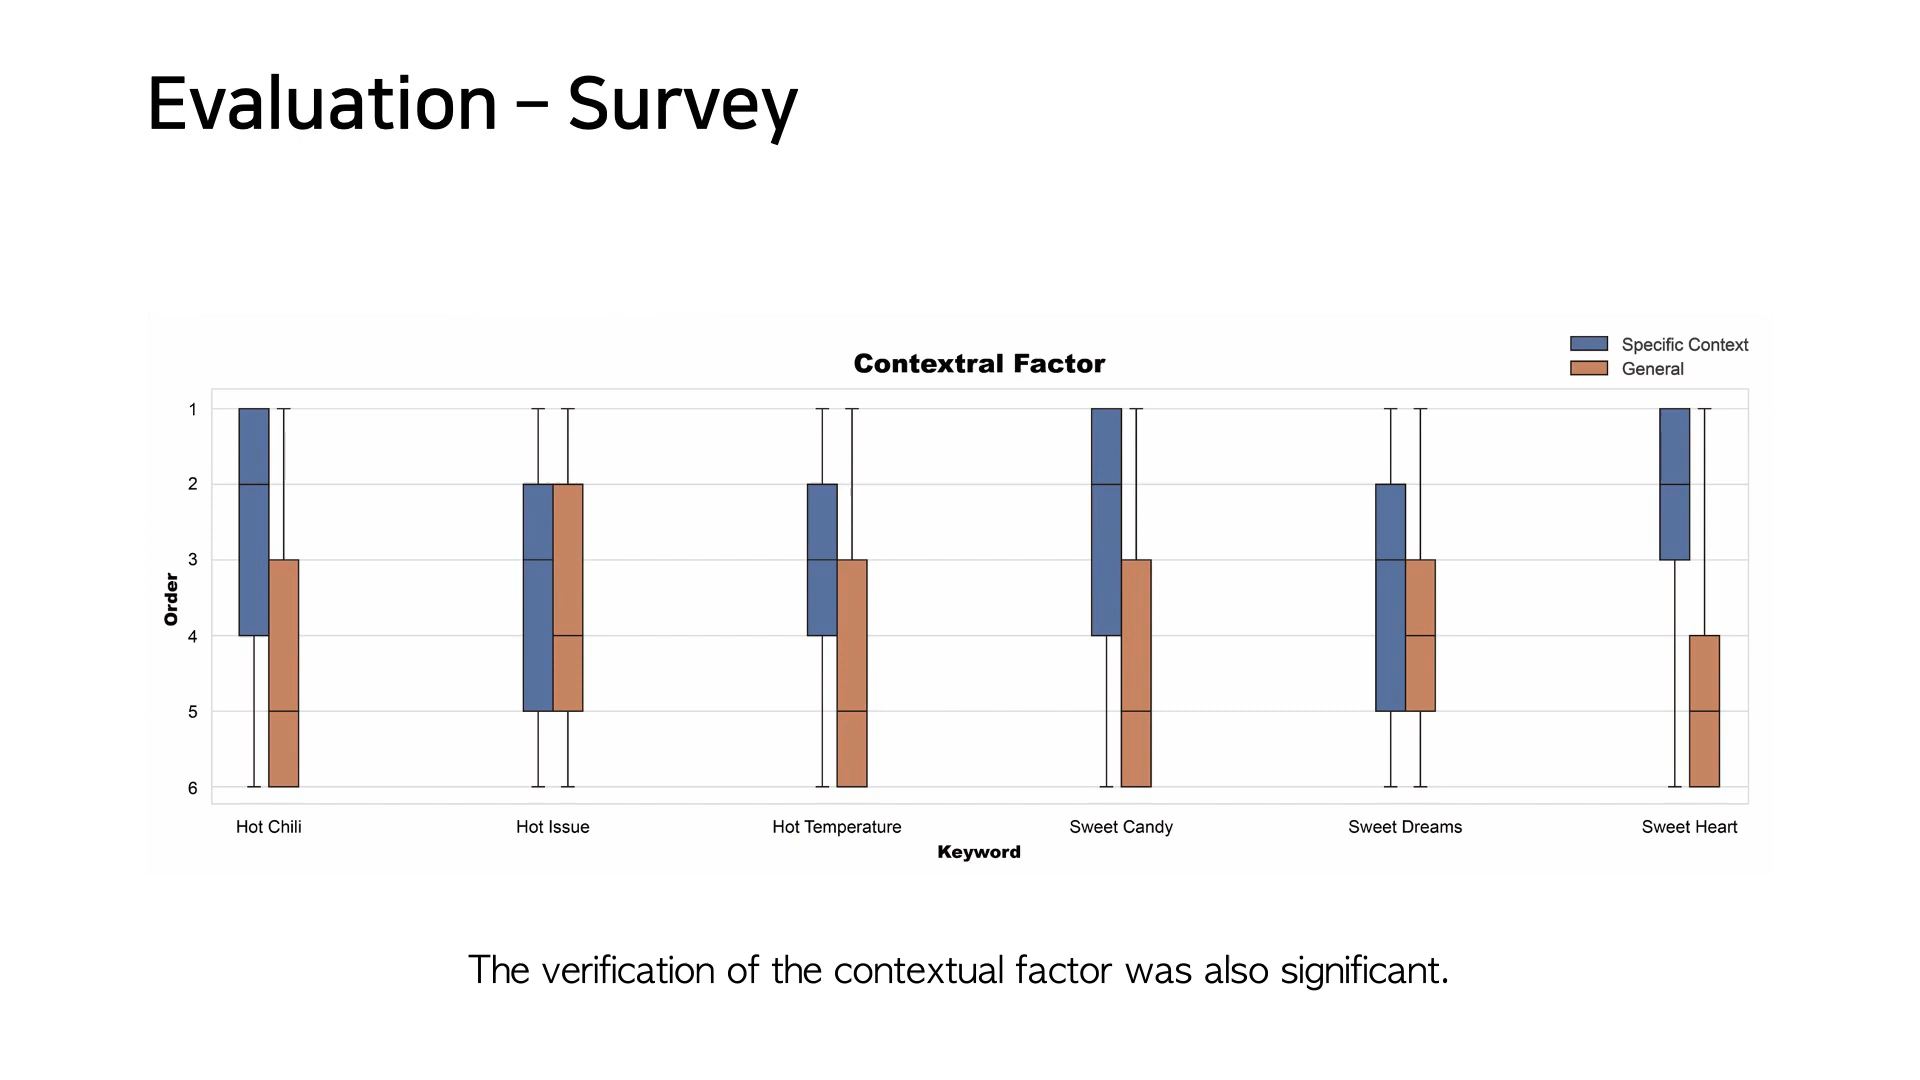 Evaluation – Survey
Specific Context
General
Contextral Factor
1
2
3
4
5
6
Order
Hot Chili
Hot Issue
Hot Temperature
Sweet Candy
Sweet Dreams
Sweet Heart
Keyword
The verification of the contextual factor was also significant.